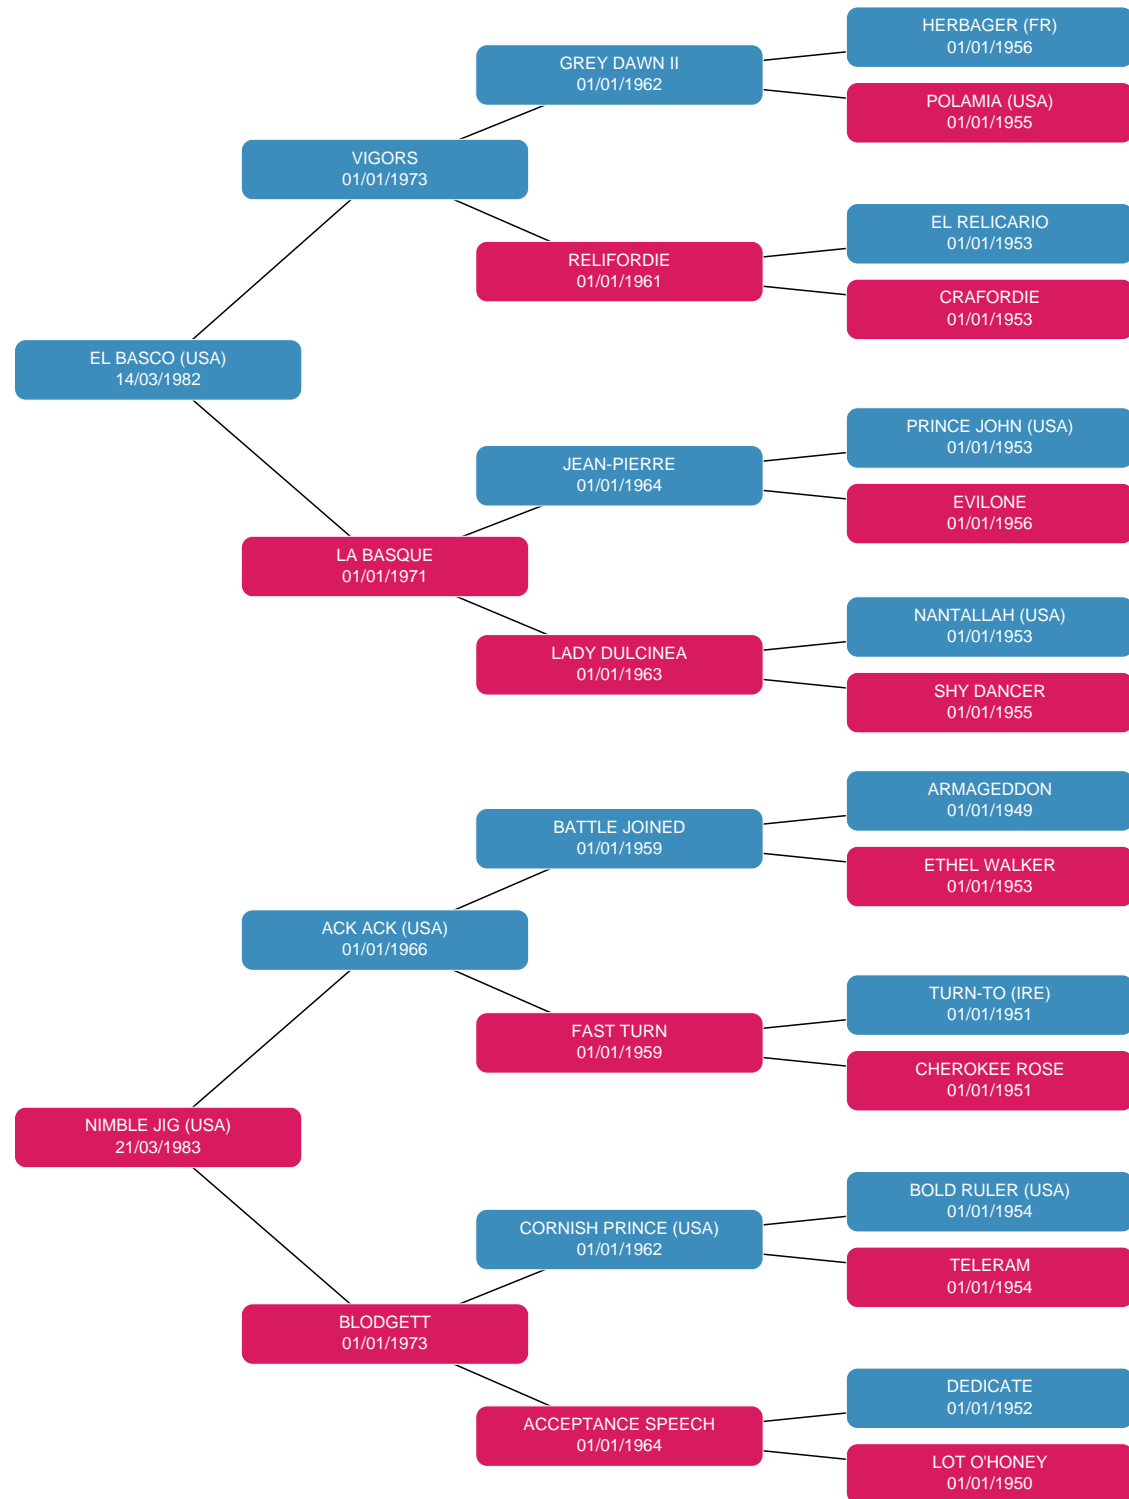 HERBAGER (FR)
01/01/1956
GREY DAWN II
01/01/1962
POLAMIA (USA)
01/01/1955
VIGORS
01/01/1973
EL RELICARIO
01/01/1953
RELIFORDIE
01/01/1961
CRAFORDIE
01/01/1953
EL BASCO (USA)
14/03/1982
PRINCE JOHN (USA)
01/01/1953
JEAN-PIERRE
01/01/1964
EVILONE
01/01/1956
LA BASQUE
01/01/1971
NANTALLAH (USA)
01/01/1953
LADY DULCINEA
01/01/1963
SHY DANCER
01/01/1955
ARMAGEDDON
01/01/1949
BATTLE JOINED
01/01/1959
ETHEL WALKER
01/01/1953
ACK ACK (USA)
01/01/1966
TURN-TO (IRE)
01/01/1951
FAST TURN
01/01/1959
CHEROKEE ROSE
01/01/1951
NIMBLE JIG (USA)
21/03/1983
BOLD RULER (USA)
01/01/1954
CORNISH PRINCE (USA)
01/01/1962
TELERAM
01/01/1954
BLODGETT
01/01/1973
DEDICATE
01/01/1952
ACCEPTANCE SPEECH
01/01/1964
LOT O'HONEY
01/01/1950